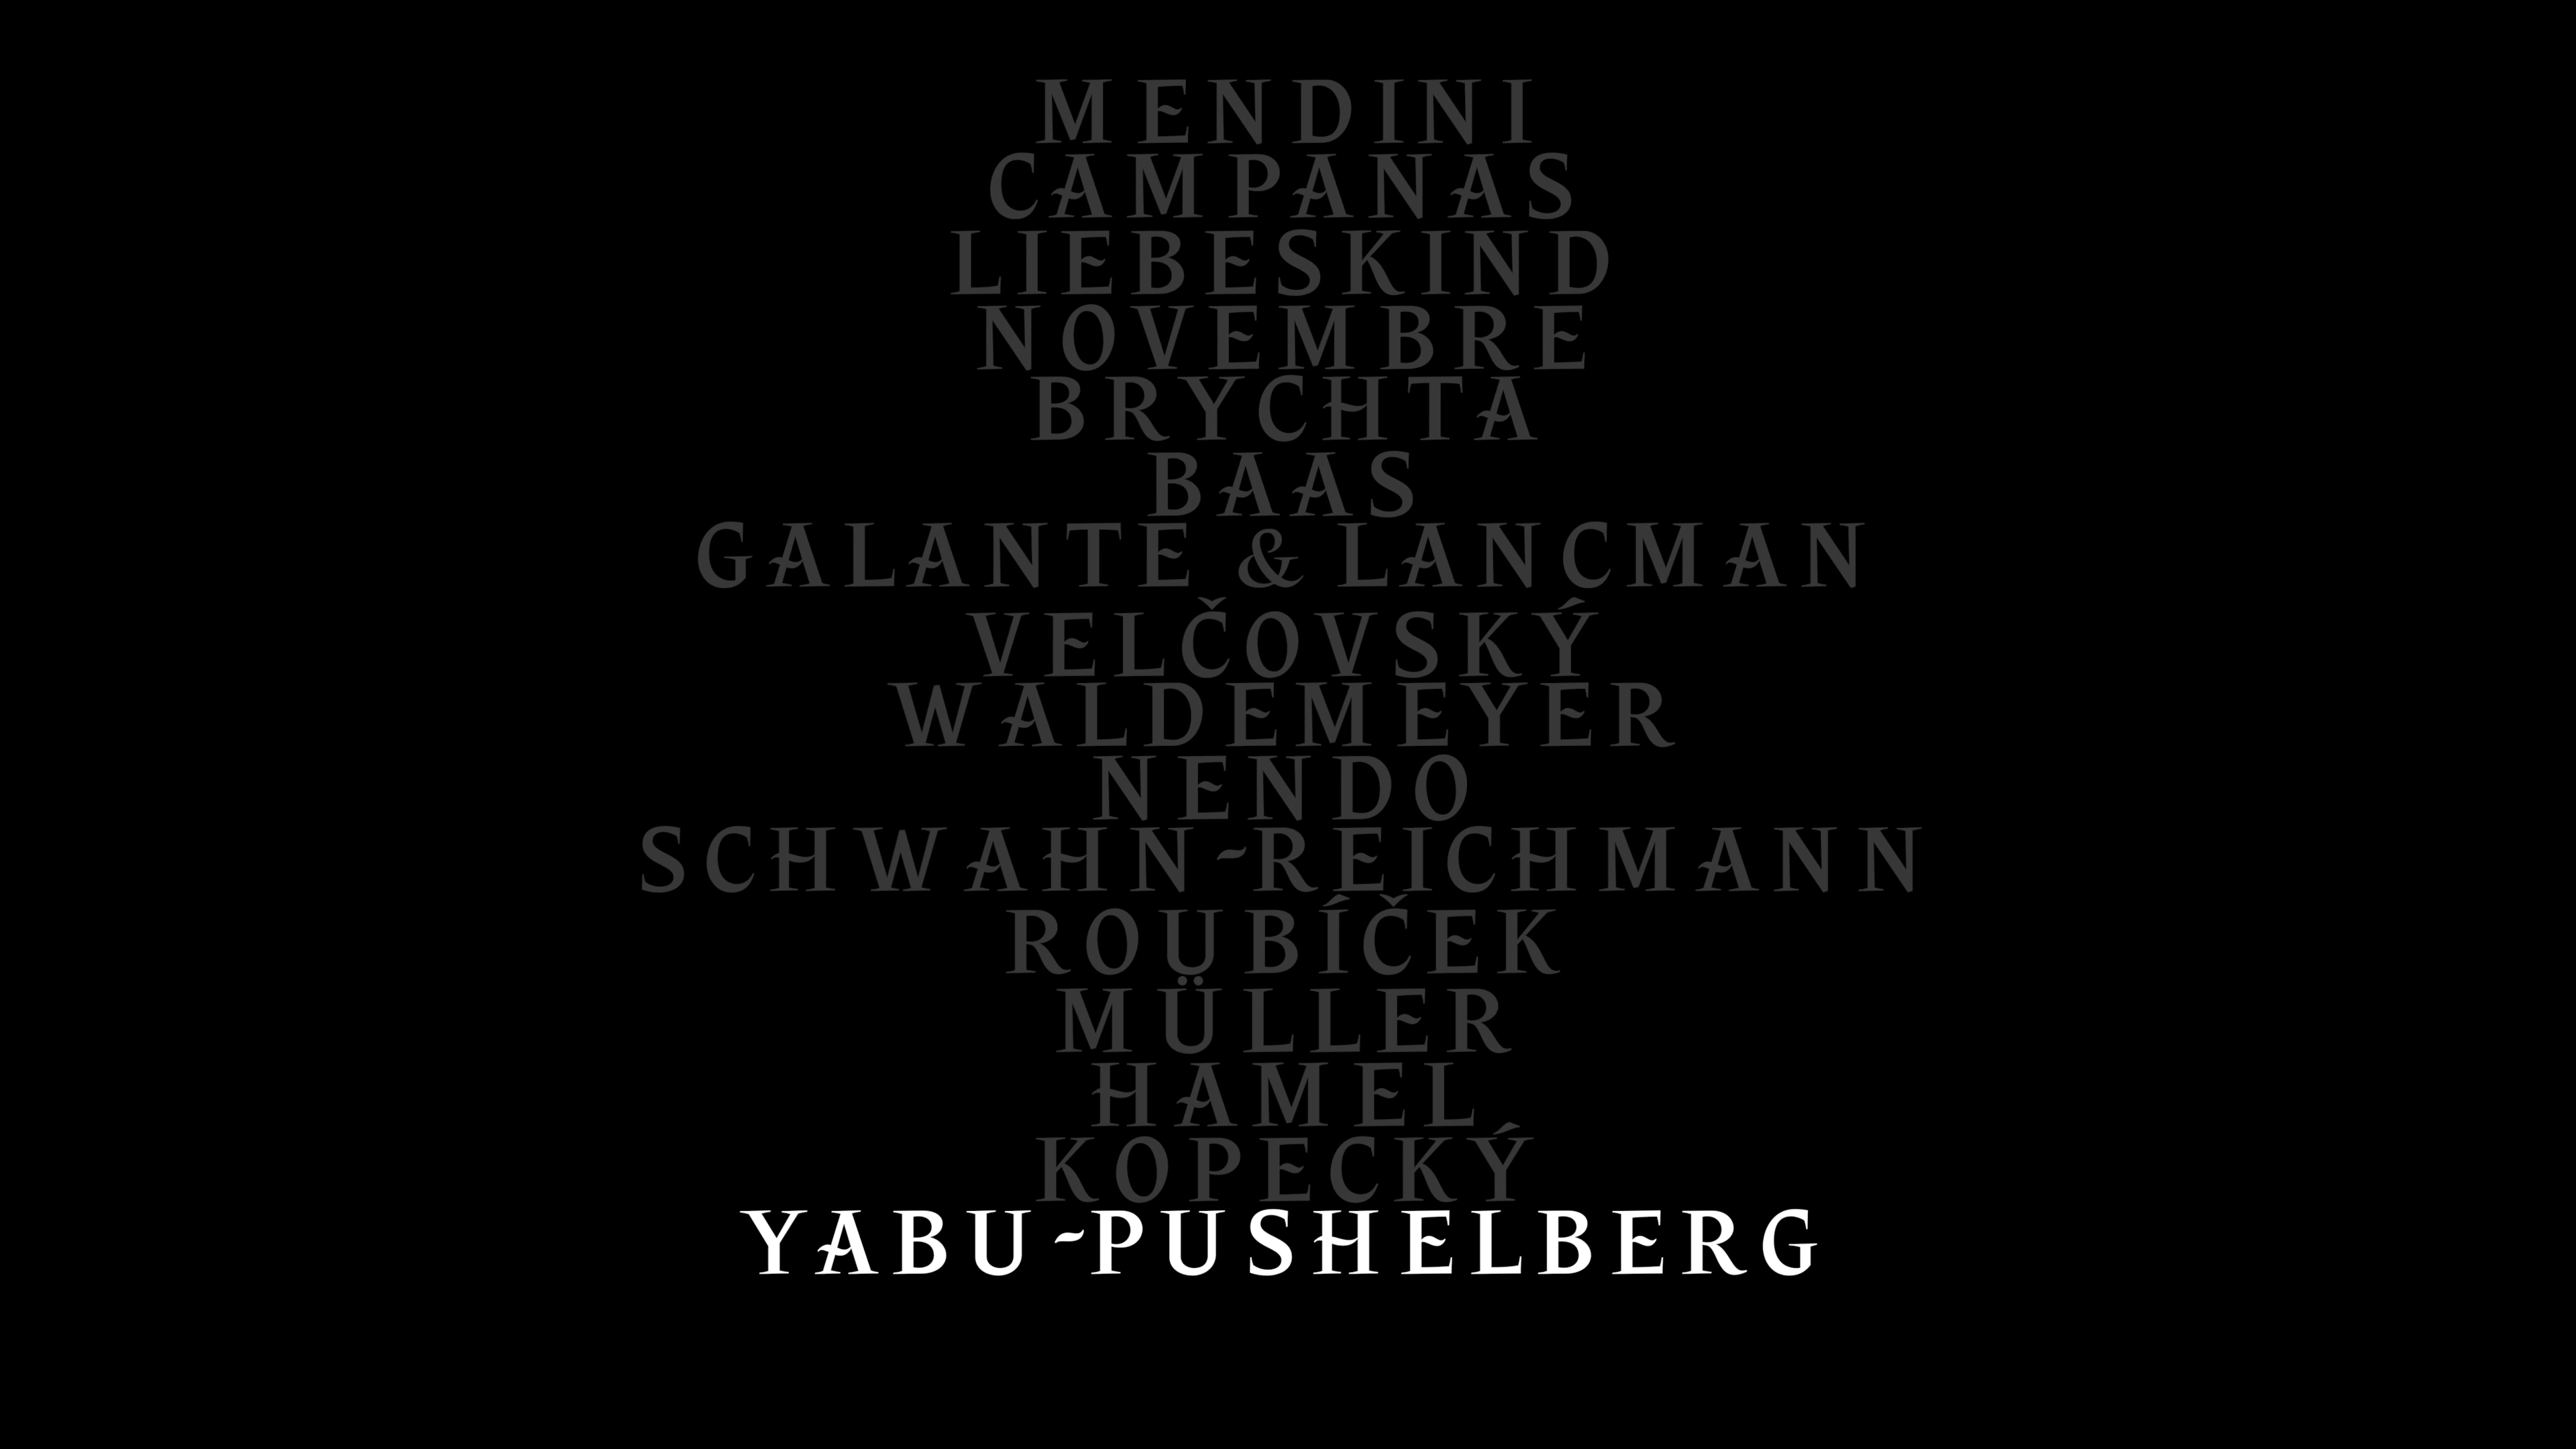 MENDINI
CAMPANAS
LIEBESKIND
NOVEMBRE
BRYCHTA
BAAS
GALANTE & LANCMAN
VELČOVSKÝ
WALDEMEYER
NENDO
SCHWAHN-REICHMANN
ROUBÍČEK
MÜLLER
HAMEL
KOPECKÝ
YABU-PUSHELBERG